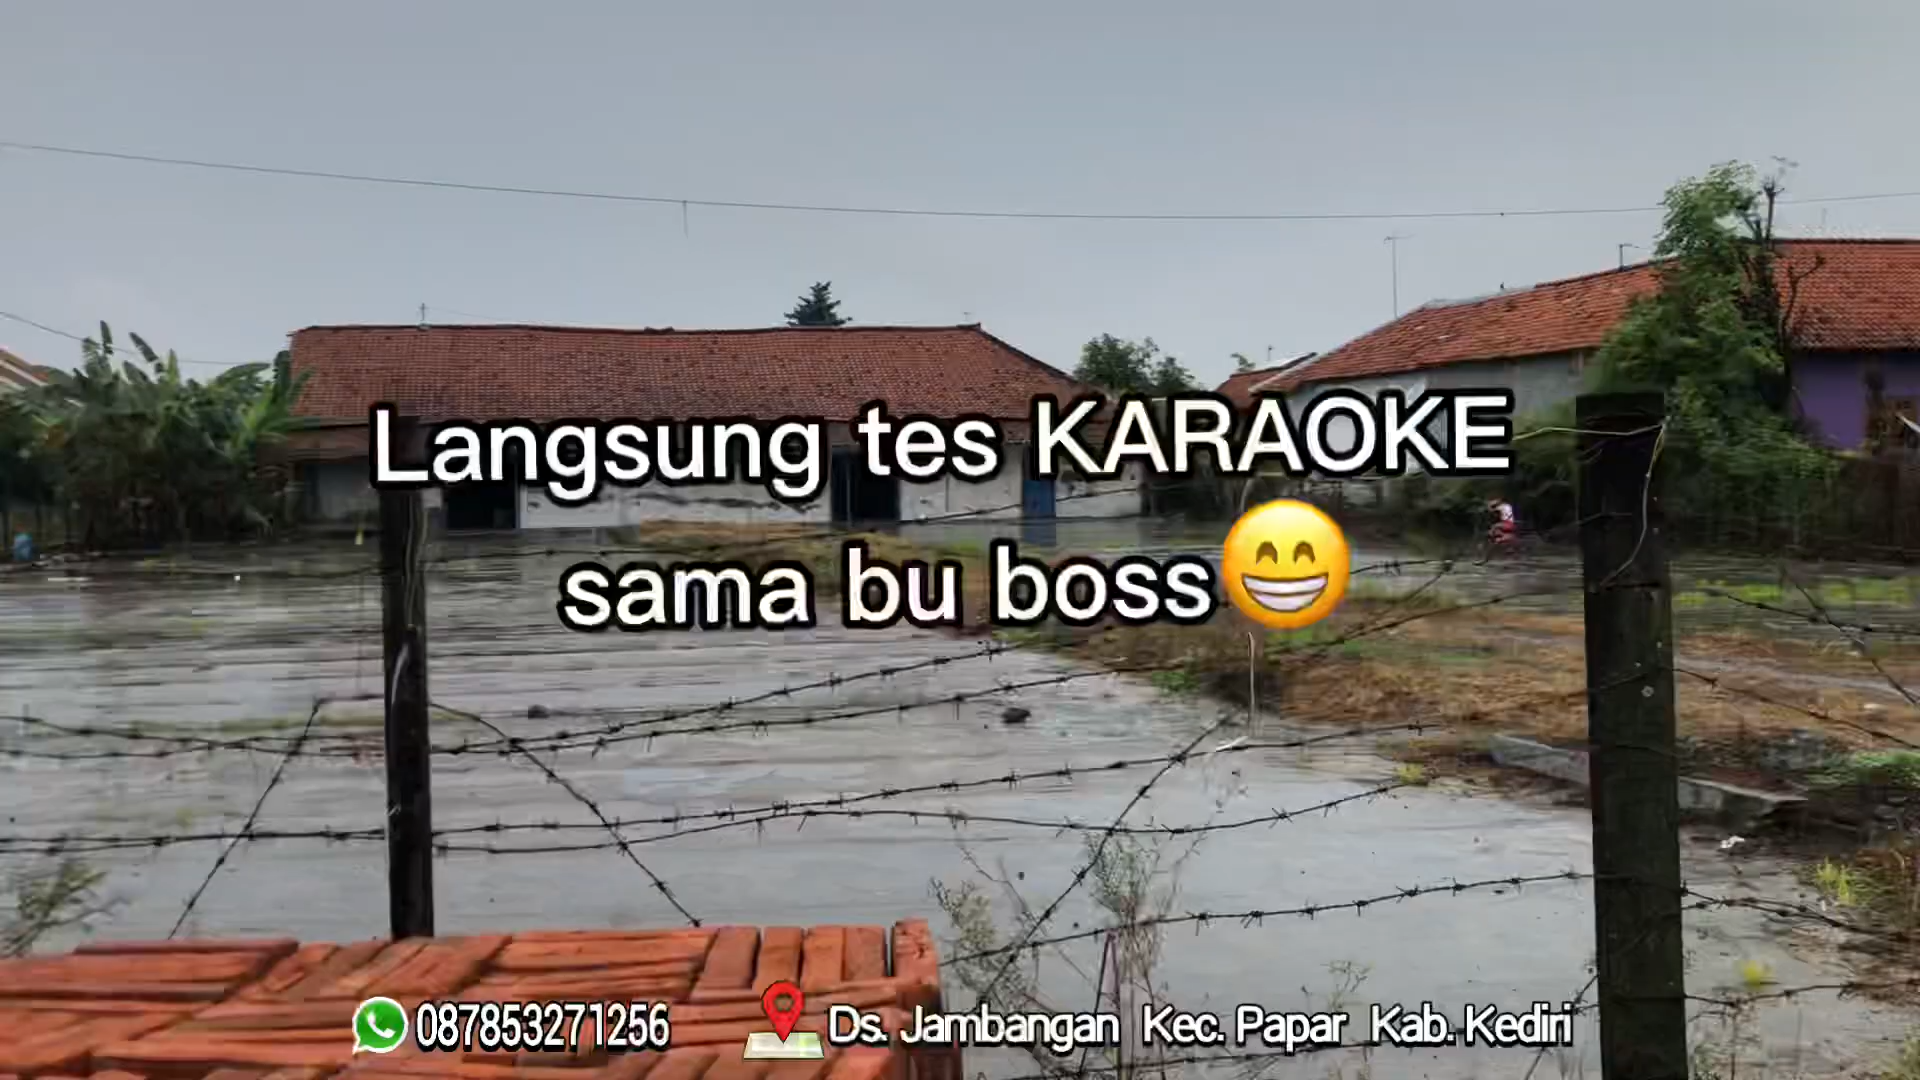 Langsung tes KARAOKE
sama bu boss😁
087853271256
Ds. Jambangan Kec. Papar Kab. Kediri